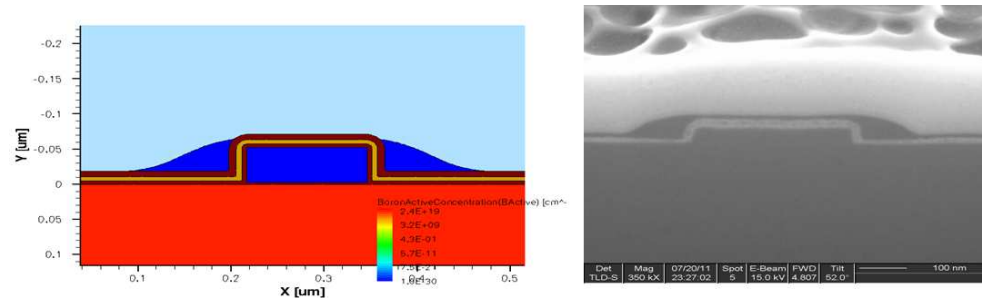 -0.2
-0.15
-0.1
-0.05
0
0.05
0.1
Y [um]
0.1
0.2
0.3
0.4
0.5
X [um]
BoronActiveConcentration(BActive) [cm^-
2.4E+19
3.2E+09
4.3E-01
5.7E-11
1.0E-30
Det Mag 07/20/11 Spot E-Beam FWD Tilt
TLD-S 350 kX 23:27:02 5 15.0 kV 4.807 52.0°
100 nm